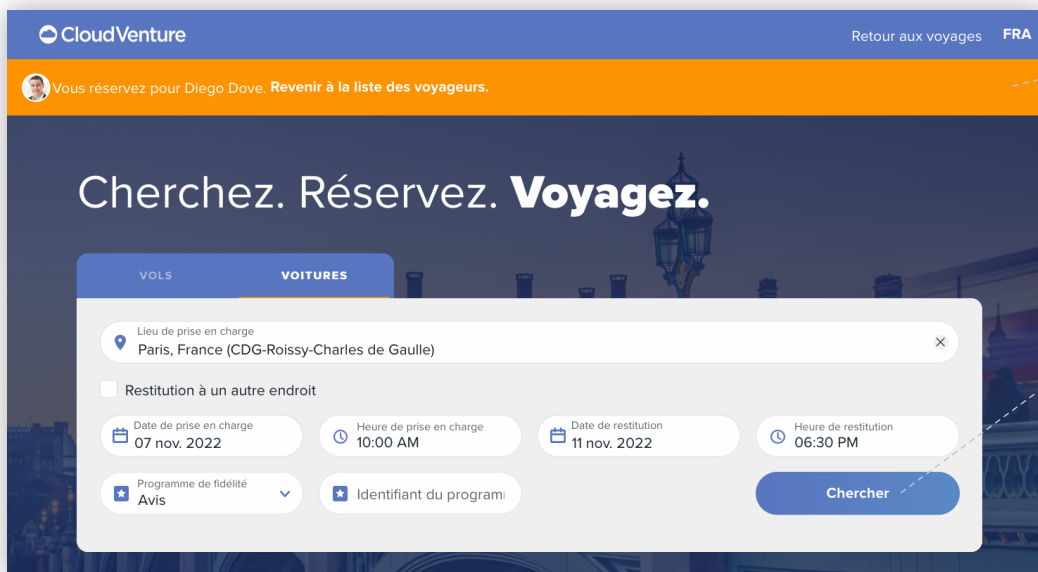 CloudVenture
Retour aux voyages FRA
Vous réservez pour Diego Dove. Revenir à la liste des voyageurs.
Cherchez. Réservez. Voyagez.
VOLS VOITURES
Lieu de prise en charge
Paris, France (CDG-Roissy-Charles de Gaulle)
Restitution à un autre endroit
Date de prise en charge
07 nov. 2022
Heure de prise en charge
10:00 AM
Date de restitution
11 nov. 2022
Heure de restitution
06:30 PM
Programme de fidélité
Avis
Identifiant du program
Chercher